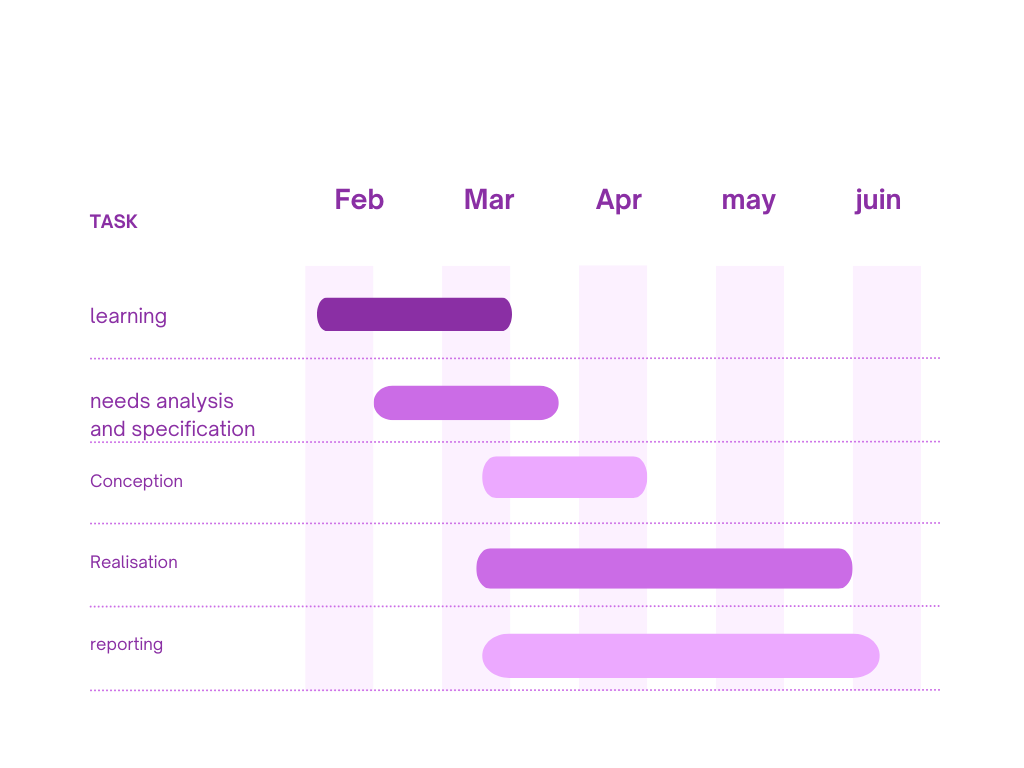 Feb Mar Apr may juin
TASK
learning
needs analysis
and specification
Conception
Realisation
reporting